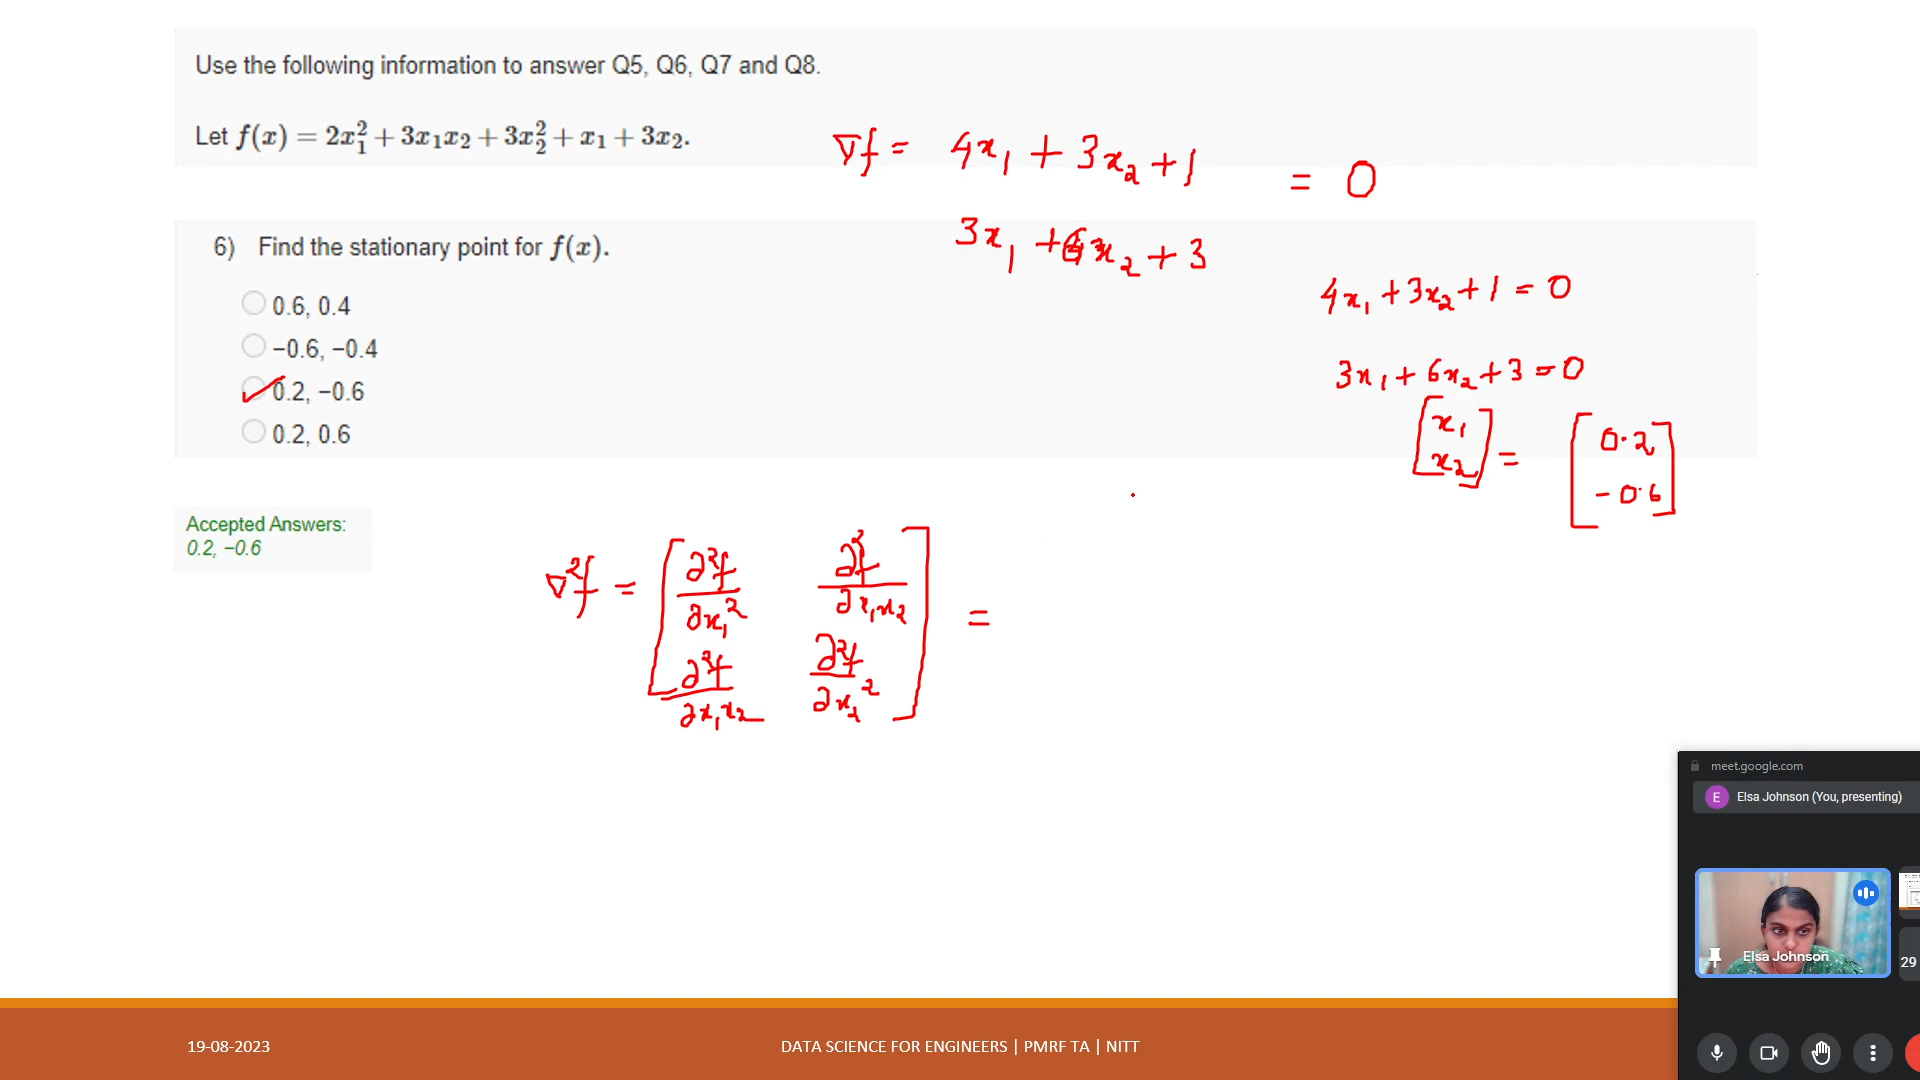 Use the following information to answer Q5, Q6, Q7 and Q8.
Let f(x) = 2x₁² + 3x₁x₂ + 3x₂² + x₁ + 3x₂.
∇f = 4x₁ + 3x₂ + 1
= 0
3x₁ + 6x₂ + 3
6) Find the stationary point for f(x).
0.6, 0.4
−0.6, −0.4
0.2, −0.6
0.2, 0.6
4x₁ + 3x₂ + 1 = 0
3x₁ + 6x₂ + 3 = 0
[x₁ x₂] = [0.2 -0.6]
Accepted Answers:
0.2, −0.6
∇²f = [∂²f/∂x₁² ∂²f/∂x₁x₂
∂²f/∂x₁x₂ ∂²f/∂x₂²] =
meet.google.com
E Elsa Johnson (You, presenting)
Elsa Johnson
29
19-08-2023
DATA SCIENCE FOR ENGINEERS | PMRF TA | NITT